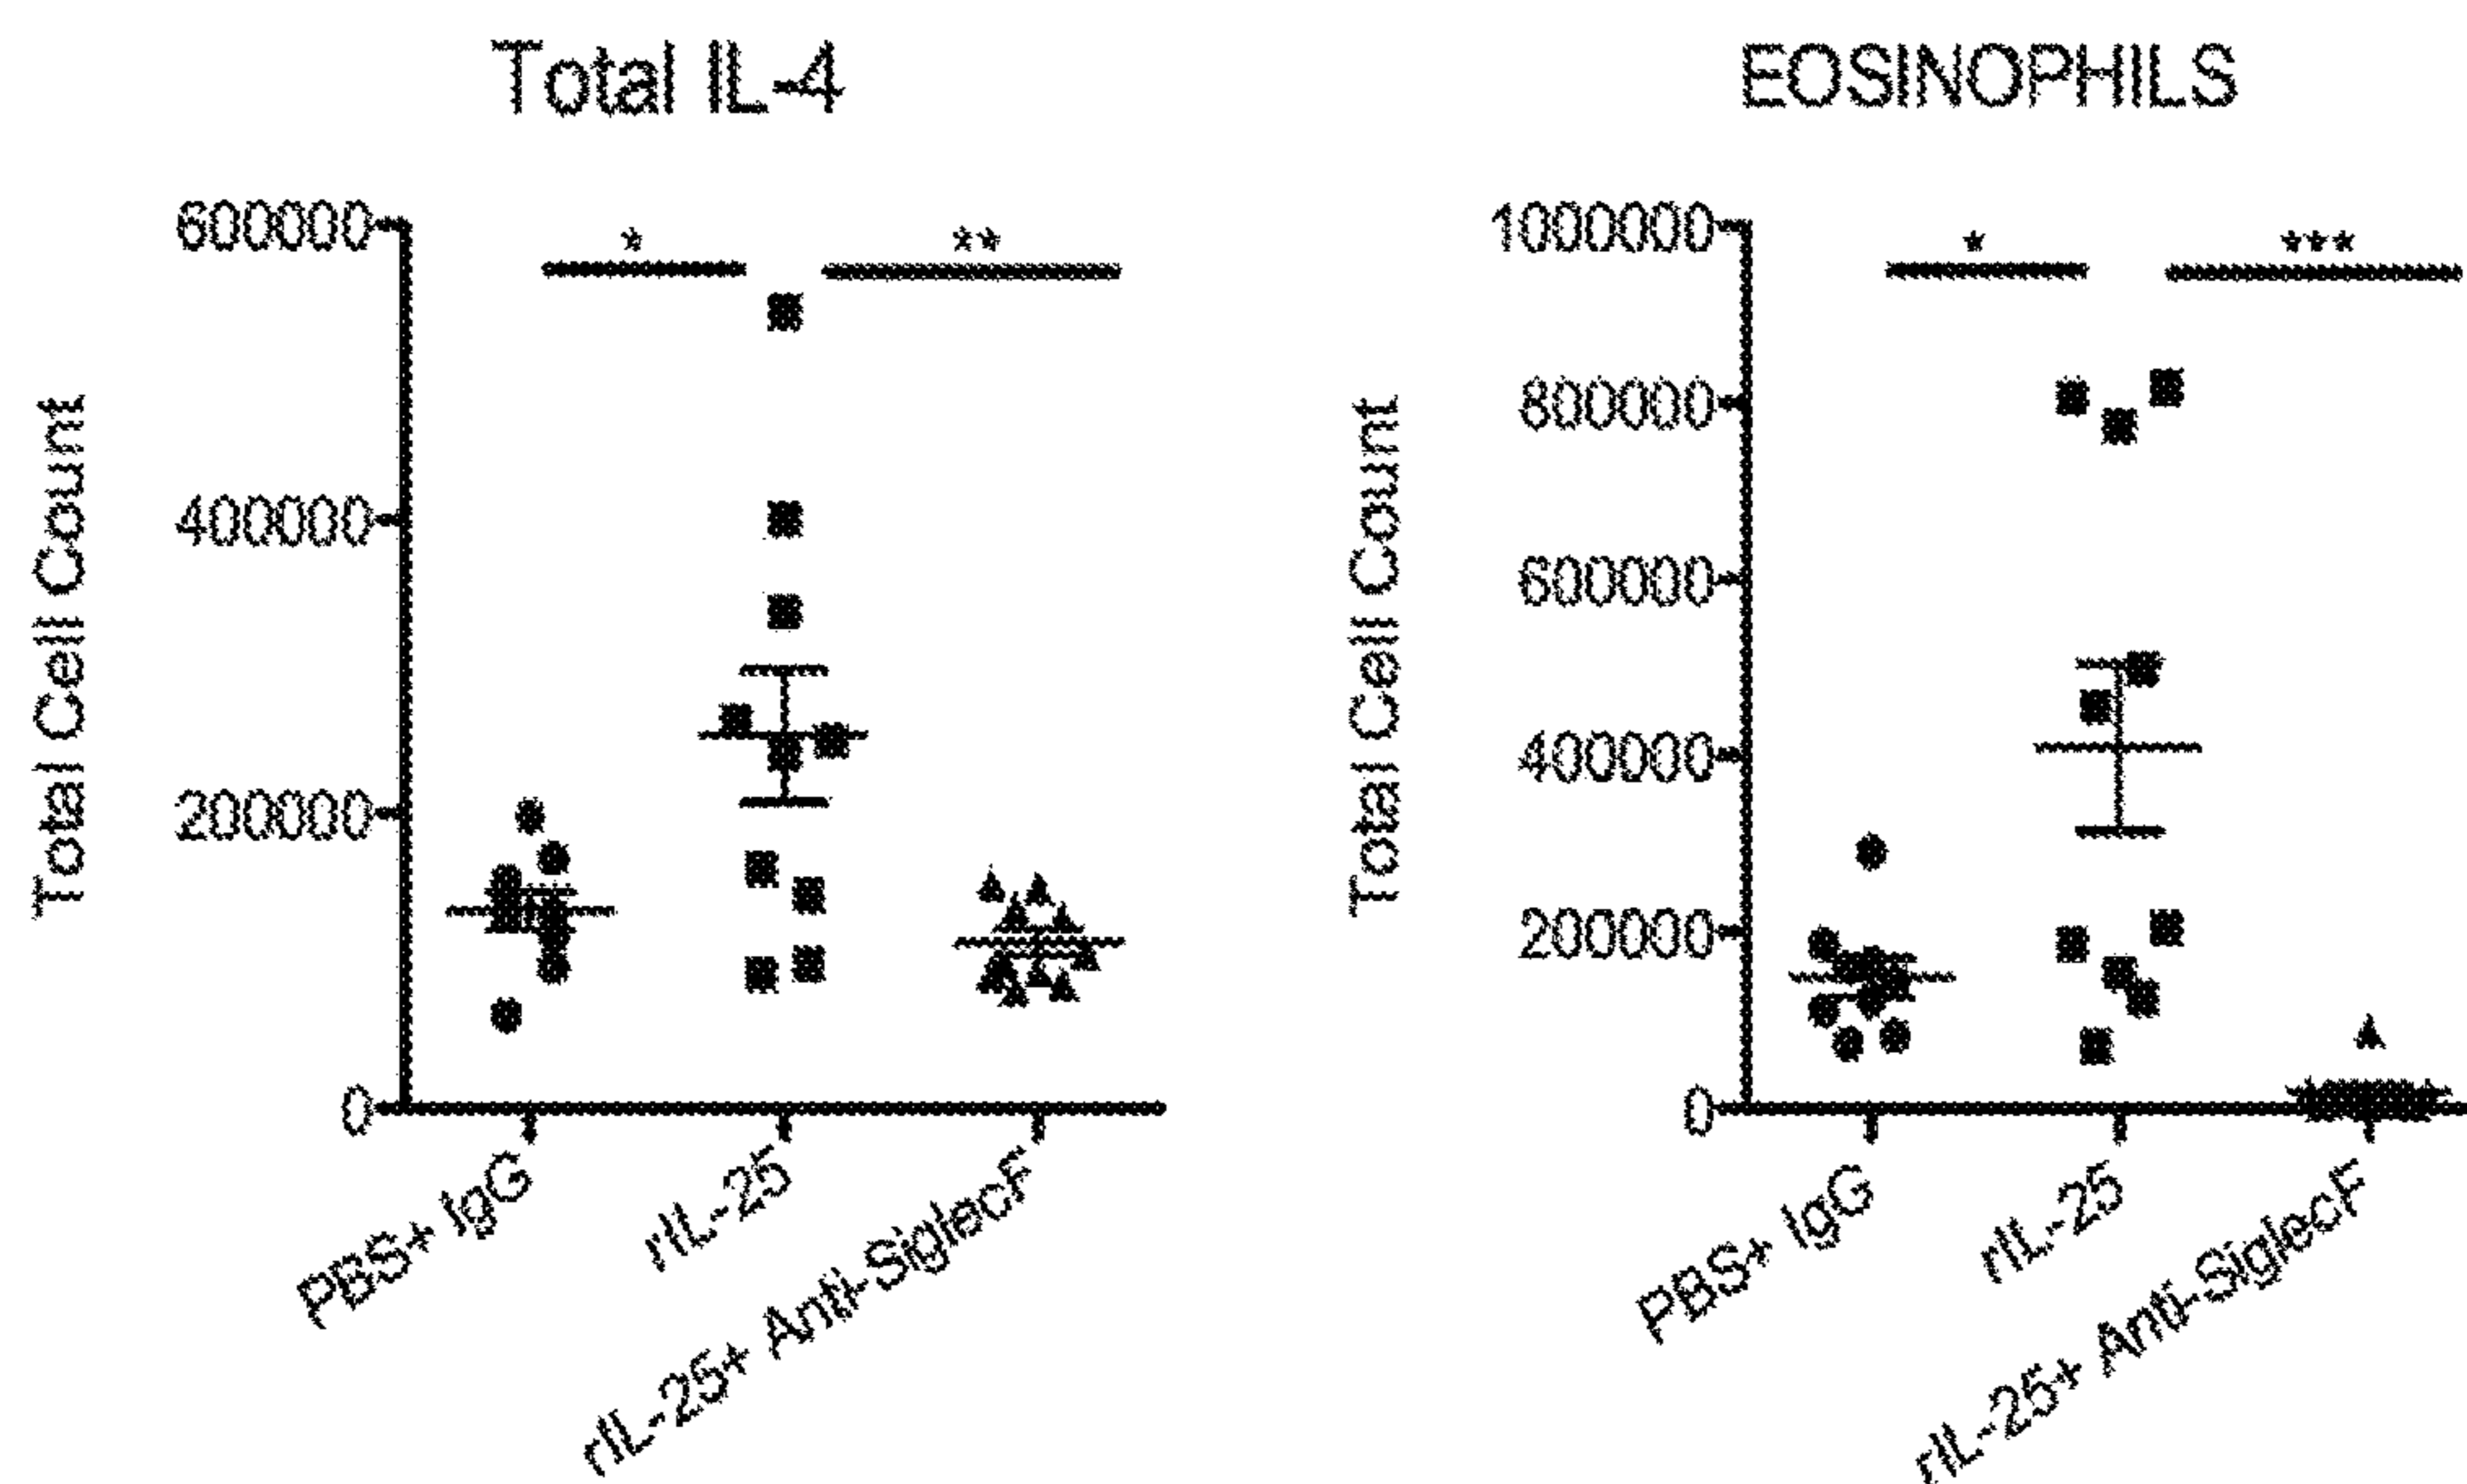 Total IL-4
Total Cell Count
600000
400000
200000
0
* **
PBS+ IgG
rIL-25
rIL-25+ Anti-SiglecF
EOSINOPHILS
Total Cell Count
1000000
800000
600000
400000
200000
0
* ***
PBS+ IgG
rIL-25
rIL-25+ Anti-SiglecF